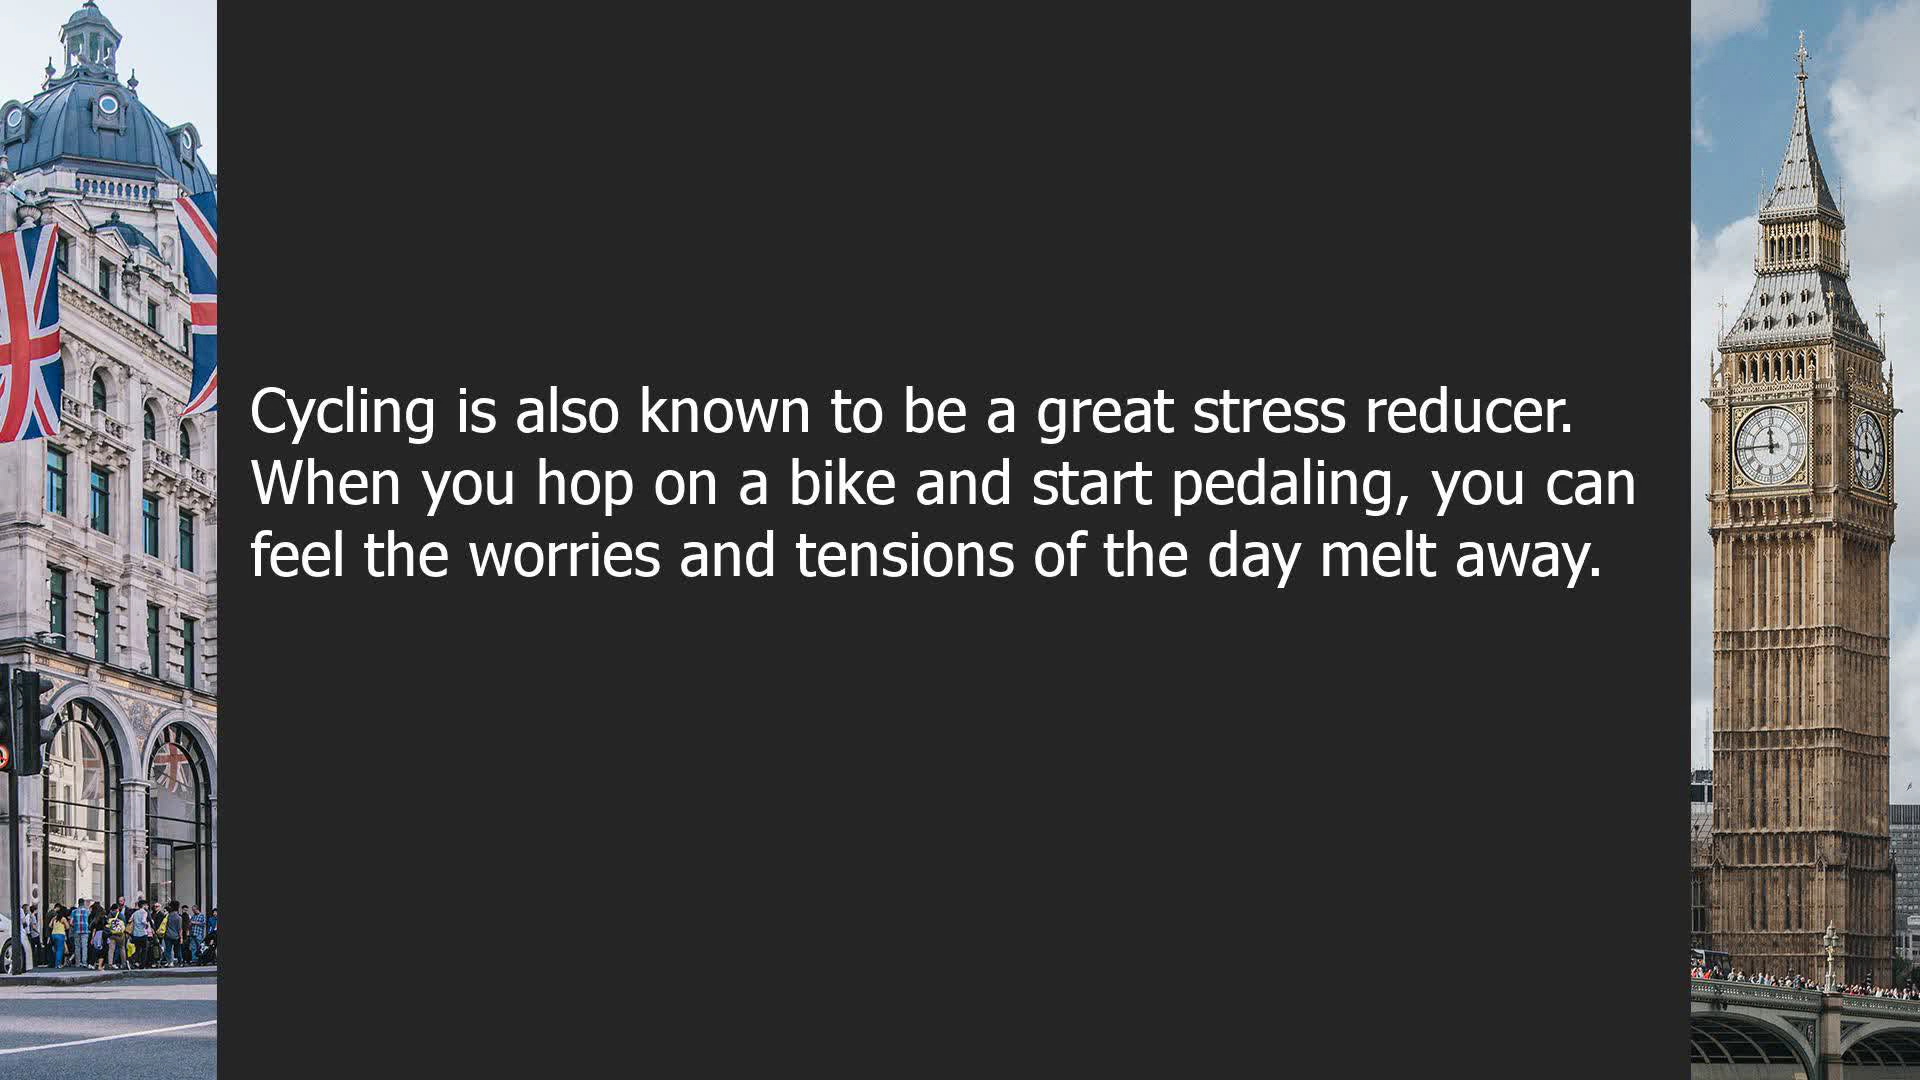 Cycling is also known to be a great stress reducer.
When you hop on a bike and start pedaling, you can
feel the worries and tensions of the day melt away.